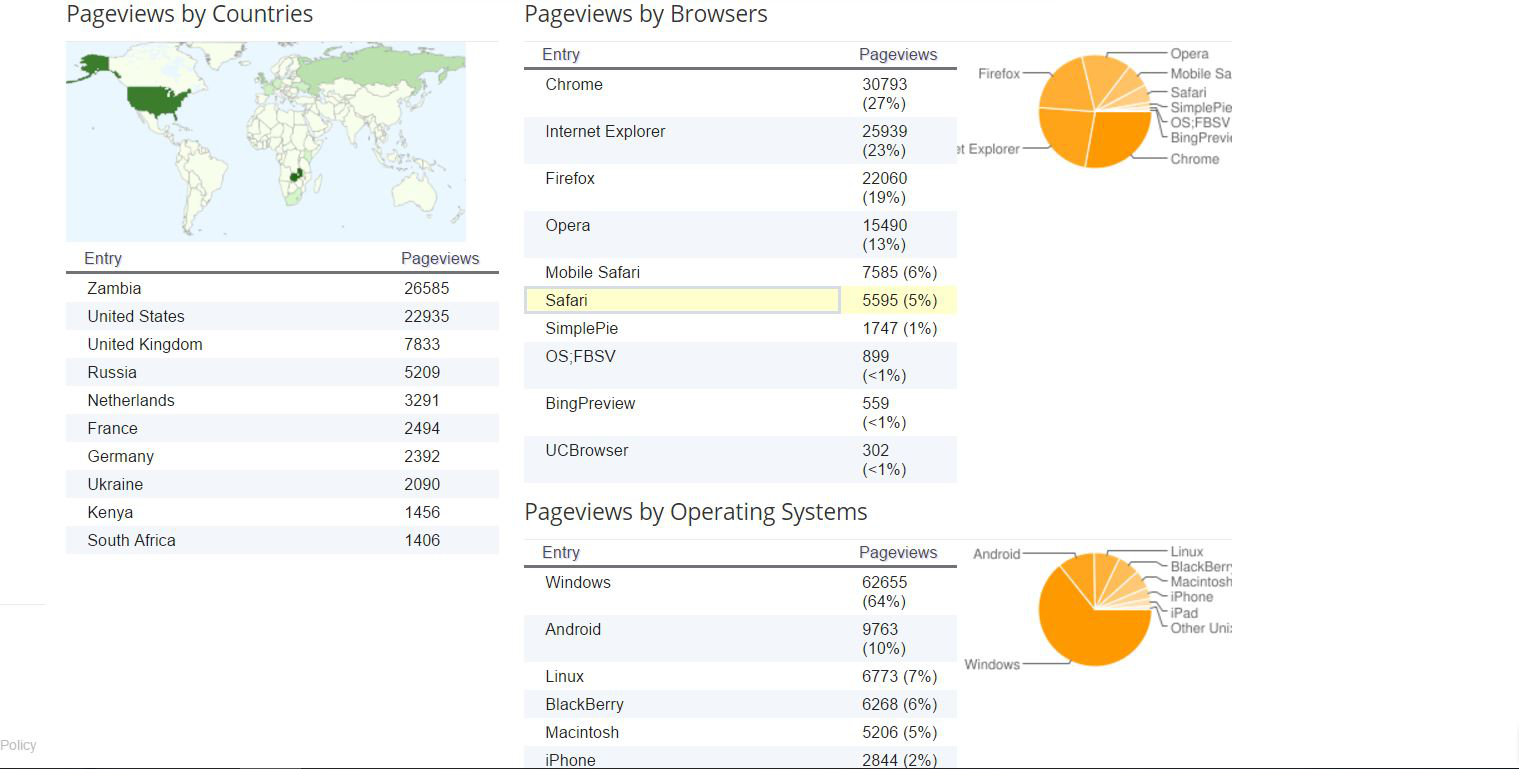 Pageviews by Countries
Entry Pageviews
Zambia 26585
United States 22935
United Kingdom 7833
Russia 5209
Netherlands 3291
France 2494
Germany 2392
Ukraine 2090
Kenya 1456
South Africa 1406
Policy
Pageviews by Browsers
Entry Pageviews
Chrome 30793
(27%)
Internet Explorer 25939
(23%)
Firefox 22060
(19%)
Opera 15490
(13%)
Mobile Safari 7585 (6%)
Safari 5595 (5%)
SimplePie 1747 (1%)
OS;FBSV 899
(<1%)
BingPreview 559
(<1%)
UCBrowser 302
(<1%)
Opera
Firefox
Mobile Sa
Safari
SimplePie
OS;FBSV
BingPrevi
et Explorer
Chrome
Pageviews by Operating Systems
Entry Pageviews
Windows 62655
(64%)
Android 9763
(10%)
Linux 6773 (7%)
BlackBerry 6268 (6%)
Macintosh 5206 (5%)
iPhone 2844 (2%)
Android
Linux
BlackBerry
Macintosh
iPhone
iPad
Other Uni
Windows